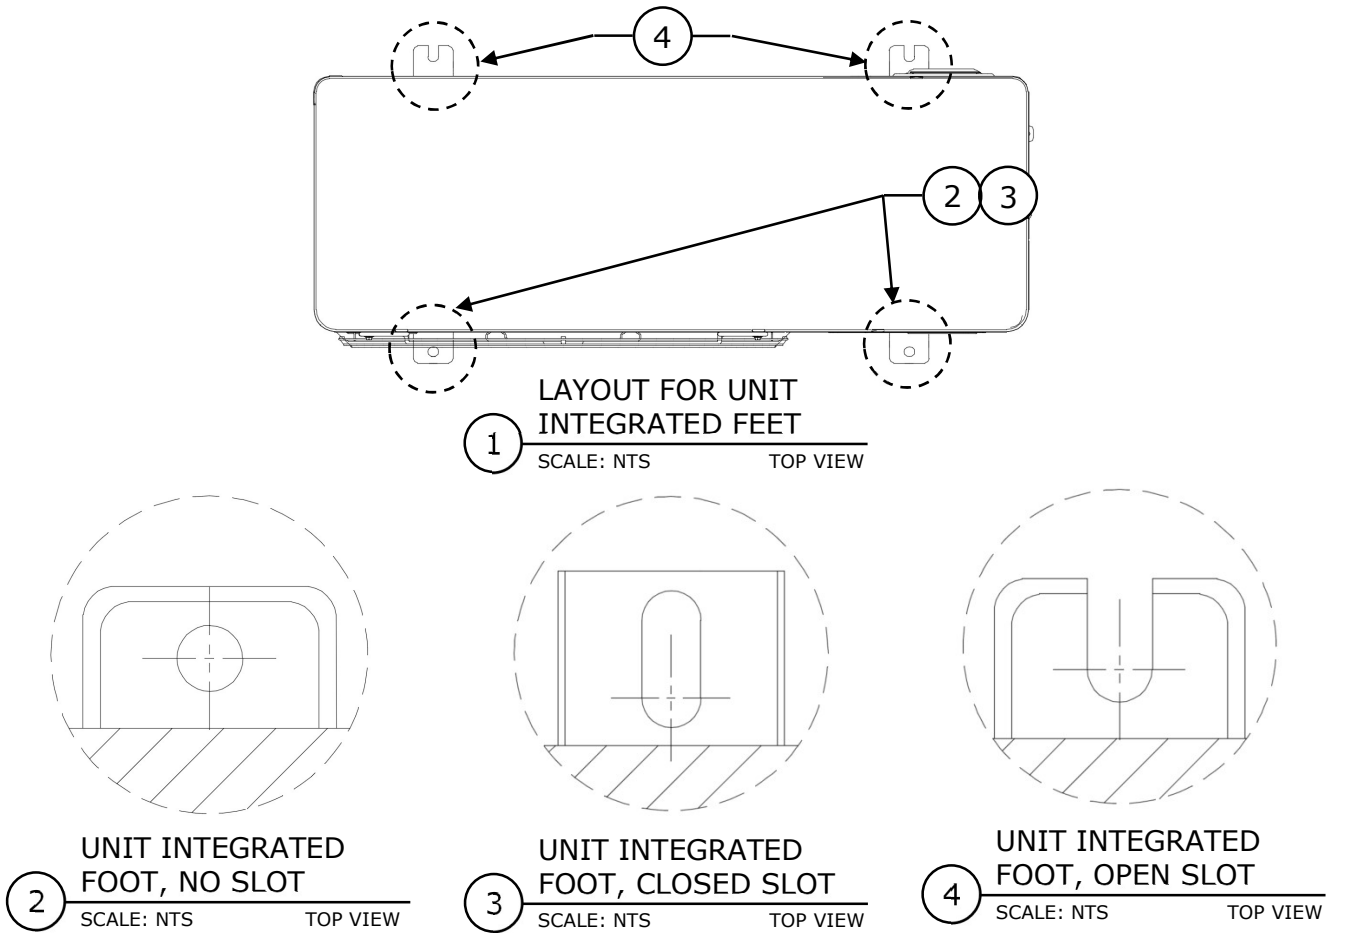 4
2 3
LAYOUT FOR UNIT
INTEGRATED FEET
1
SCALE: NTS TOP VIEW
UNIT INTEGRATED
FOOT, NO SLOT
2
SCALE: NTS TOP VIEW
UNIT INTEGRATED
FOOT, CLOSED SLOT
3
SCALE: NTS TOP VIEW
UNIT INTEGRATED
FOOT, OPEN SLOT
4
SCALE: NTS TOP VIEW